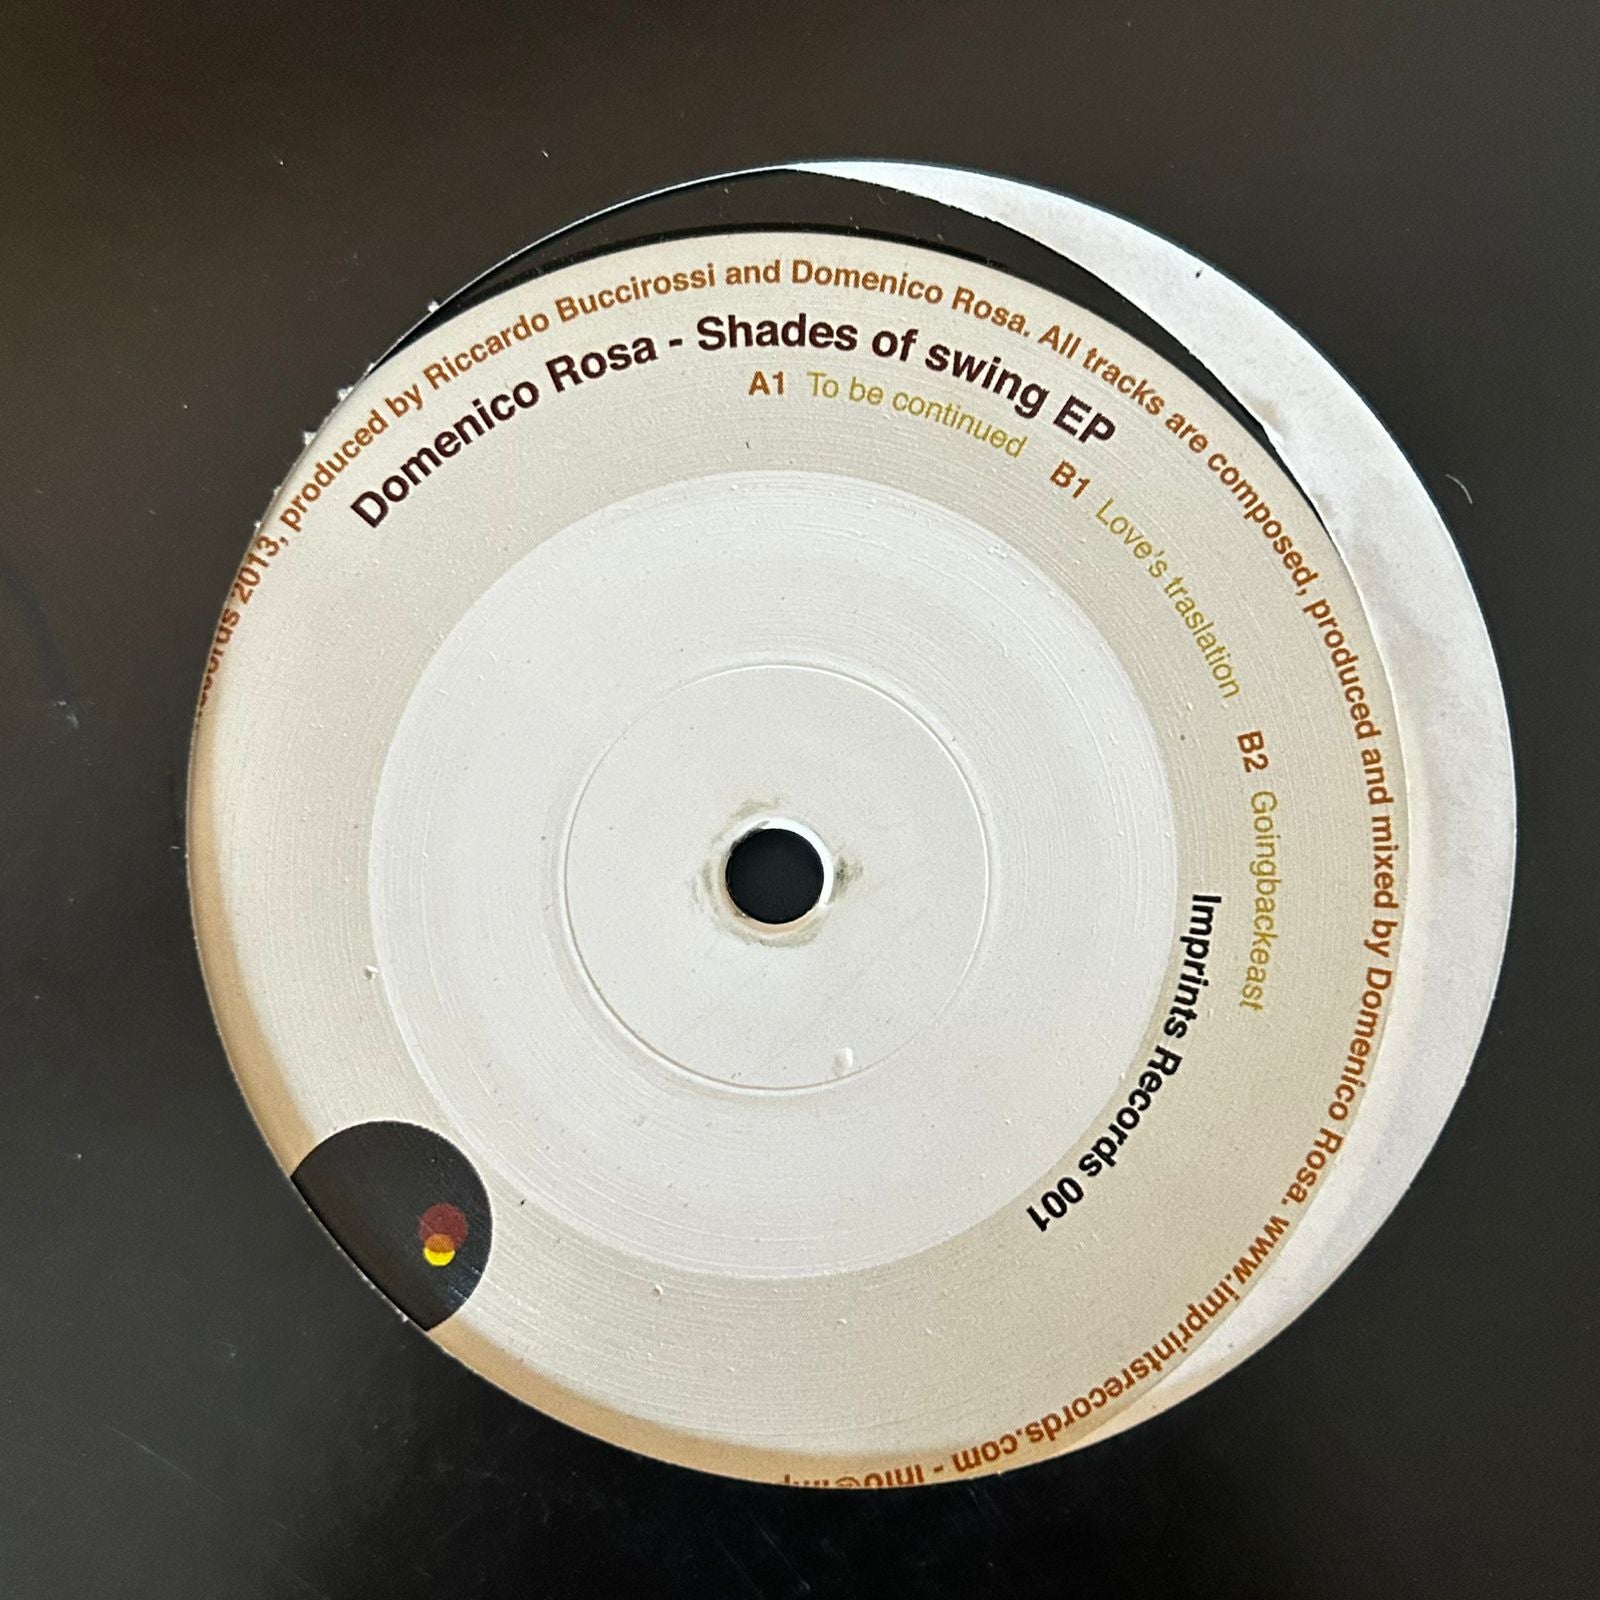 2013, produced by Riccardo Buccirossi and Domenico Rosa. All tracks are composed, produced and mixed by Domenico Rosa. www.imprintsrecords.com -
Domenico Rosa - Shades of swing EP
A1 To be continued B1 Love's traslation B2 Goingbackeast
Imprints Records 001